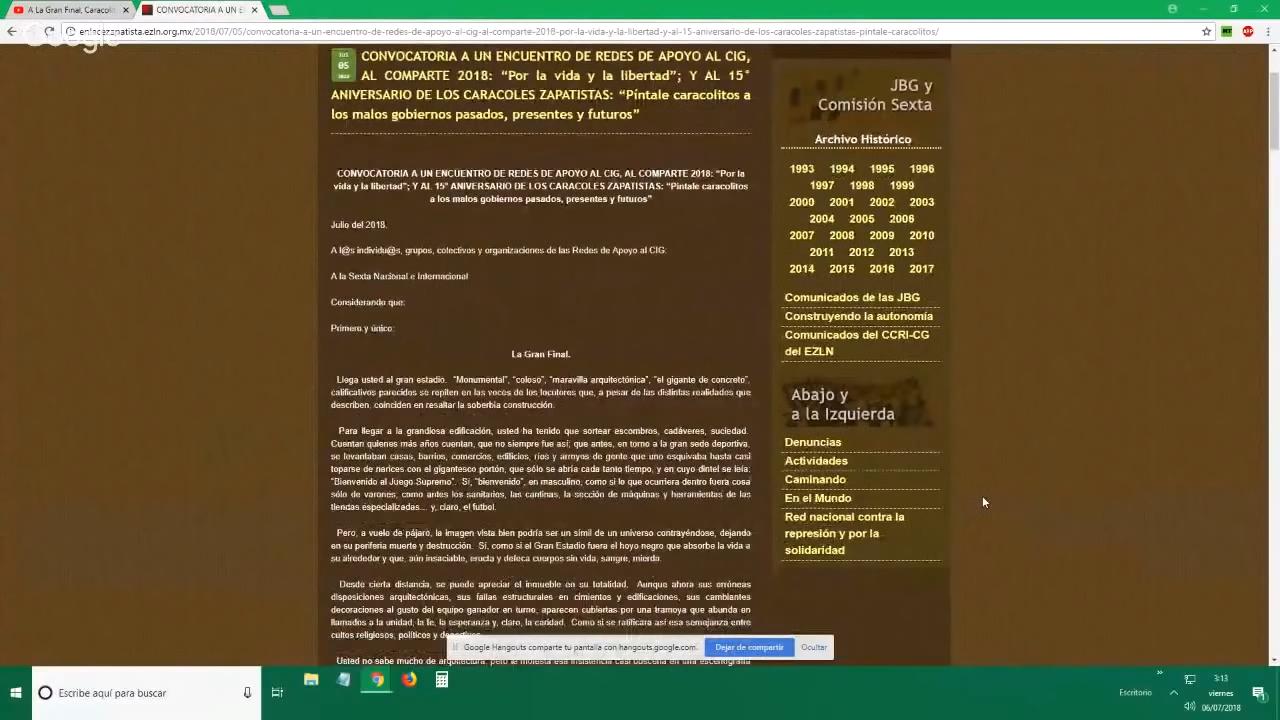 A La Gran Final, Caracoli
CONVOCATORIA A UN E
enlacezapatista.ezln.org.mx/2018/07/05/convocatoria-a-un-encuentro-de-redes-de-apoyo-al-cig-al-comparte-2018-por-la-vida-y-la-libertad-y-al-15-aniversario-de-los-caracoles-zapatistas-pintale-caracolitos/
Google
05
CONVOCATORIA A UN ENCUENTRO DE REDES DE APOYO AL CIG,
AL COMPARTE 2018: “Por la vida y la libertad”; Y AL 15°
ANIVERSARIO DE LOS CARACOLES ZAPATISTAS: “Píntale caracolitos a
los malos gobiernos pasados, presentes y futuros”
CONVOCATORIA A UN ENCUENTRO DE REDES DE APOYO AL CIG, AL COMPARTE 2018: “Por la
vida y la libertad”; Y AL 15° ANIVERSARIO DE LOS CARACOLES ZAPATISTAS: “Píntale caracolitos
a los malos gobiernos pasados, presentes y futuros”
Julio del 2018.
A l@s individu@s, grupos, colectivos y organizaciones de las Redes de Apoyo al CIG:
A la Sexta Nacional e Internacional
Considerando que:
Primero y único:
La Gran Final.
Llega usted al gran estadio. “Monumental”, “coloso”, “maravilla arquitectónica”, “el gigante de concreto”,
calificativos parecidos se repiten en las voces de los locutores que, a pesar de las distintas realidades que
describen, coinciden en resaltar la soberbia construcción.
Para llegar a la grandiosa edificación, usted ha tenido que sortear escombros, cadáveres, suciedad.
Cuentan quienes más años cuentan, que no siempre fue así; que antes, en torno a la gran sede deportiva,
se levantaban casas, barrios, comercios, edificios, ríos y arroyos de gente que uno esquivaba hasta casi
toparse de narices con el gigantesco portón, que sólo se abría cada tanto tiempo, y en cuyo dintel se leía:
“Bienvenido al Juego Supremo”. Sí, “bienvenido”, en masculino, como si lo que ocurriera dentro fuera cosa
sólo de varones; como antes los sanitarios, las cantinas, la sección de máquinas y herramientas de las
tiendas especializadas... y, claro, el futbol.
Pero, a vuelo de pájaro, la imagen vista bien podría ser un símil de un universo contrayéndose, dejando
en su periferia muerte y destrucción. Sí, como si el Gran Estadio fuera el hoyo negro que absorbe la vida a
su alrededor y que, aún insaciable, eructa y defeca cuerpos sin vida, sangre, mierda.
Desde cierta distancia, se puede apreciar el inmueble en su totalidad. Aunque ahora sus erróneas
disposiciones arquitectónicas, sus fallas estructurales en cimientos y edificaciones, sus cambiantes
decoraciones al gusto del equipo ganador en turno, aparecen cubiertas por una tramoya que abunda en
llamados a la unidad, la fe, la esperanza y, claro, la caridad. Como si se ratificara así esa semejanza entre
cultos religiosos, políticos y deportivos.
Usted no sabe mucho de arquitectura, pero le molesta esa insistencia casi obscena en una escenografía
JBG y
Comisión Sexta
Archivo Histórico
1993 1994 1995 1996
1997 1998 1999
2000 2001 2002 2003
2004 2005 2006
2007 2008 2009 2010
2011 2012 2013
2014 2015 2016 2017
Comunicados de las JBG
Construyendo la autonomía
Comunicados del CCRI-CG
del EZLN
Abajo y
a la Izquierda
Denuncias
Actividades
Caminando
En el Mundo
Red nacional contra la
represión y por la
solidaridad
Google Hangouts comparte tu pantalla con hangouts.google.com.
Dejar de compartir
Ocultar
Escribe aquí para buscar
Escritorio
3:13
viernes
06/07/2018